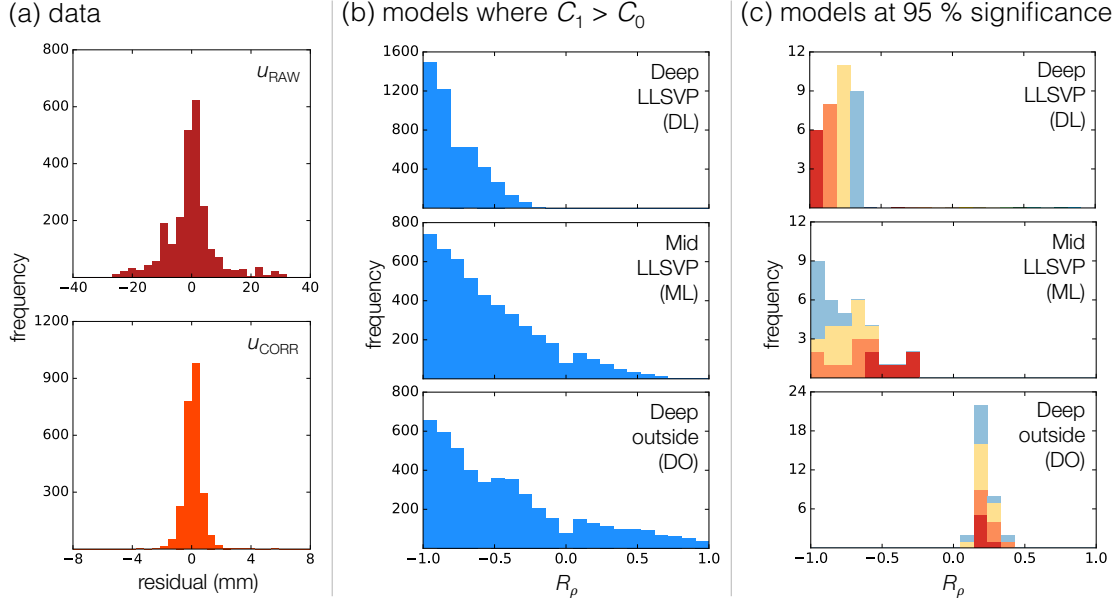 (a) data
(b) models where C₁ > C₀
(c) models at 95 % significance
frequency
800
600
400
200
−40
−20
0
20
40
u_RAW
1200
900
600
300
−8
−4
0
4
8
u_CORR
residual (mm)
frequency
1600
1200
800
400
Deep
LLSVP
(DL)
800
600
400
200
Mid
LLSVP
(ML)
800
600
400
200
Deep
outside
(DO)
−1.0
−0.5
0.0
0.5
1.0
R_ρ
frequency
12
9
6
3
Deep
LLSVP
(DL)
12
9
6
3
Mid
LLSVP
(ML)
24
18
12
6
Deep
outside
(DO)
−1.0
−0.5
0.0
0.5
1.0
R_ρ